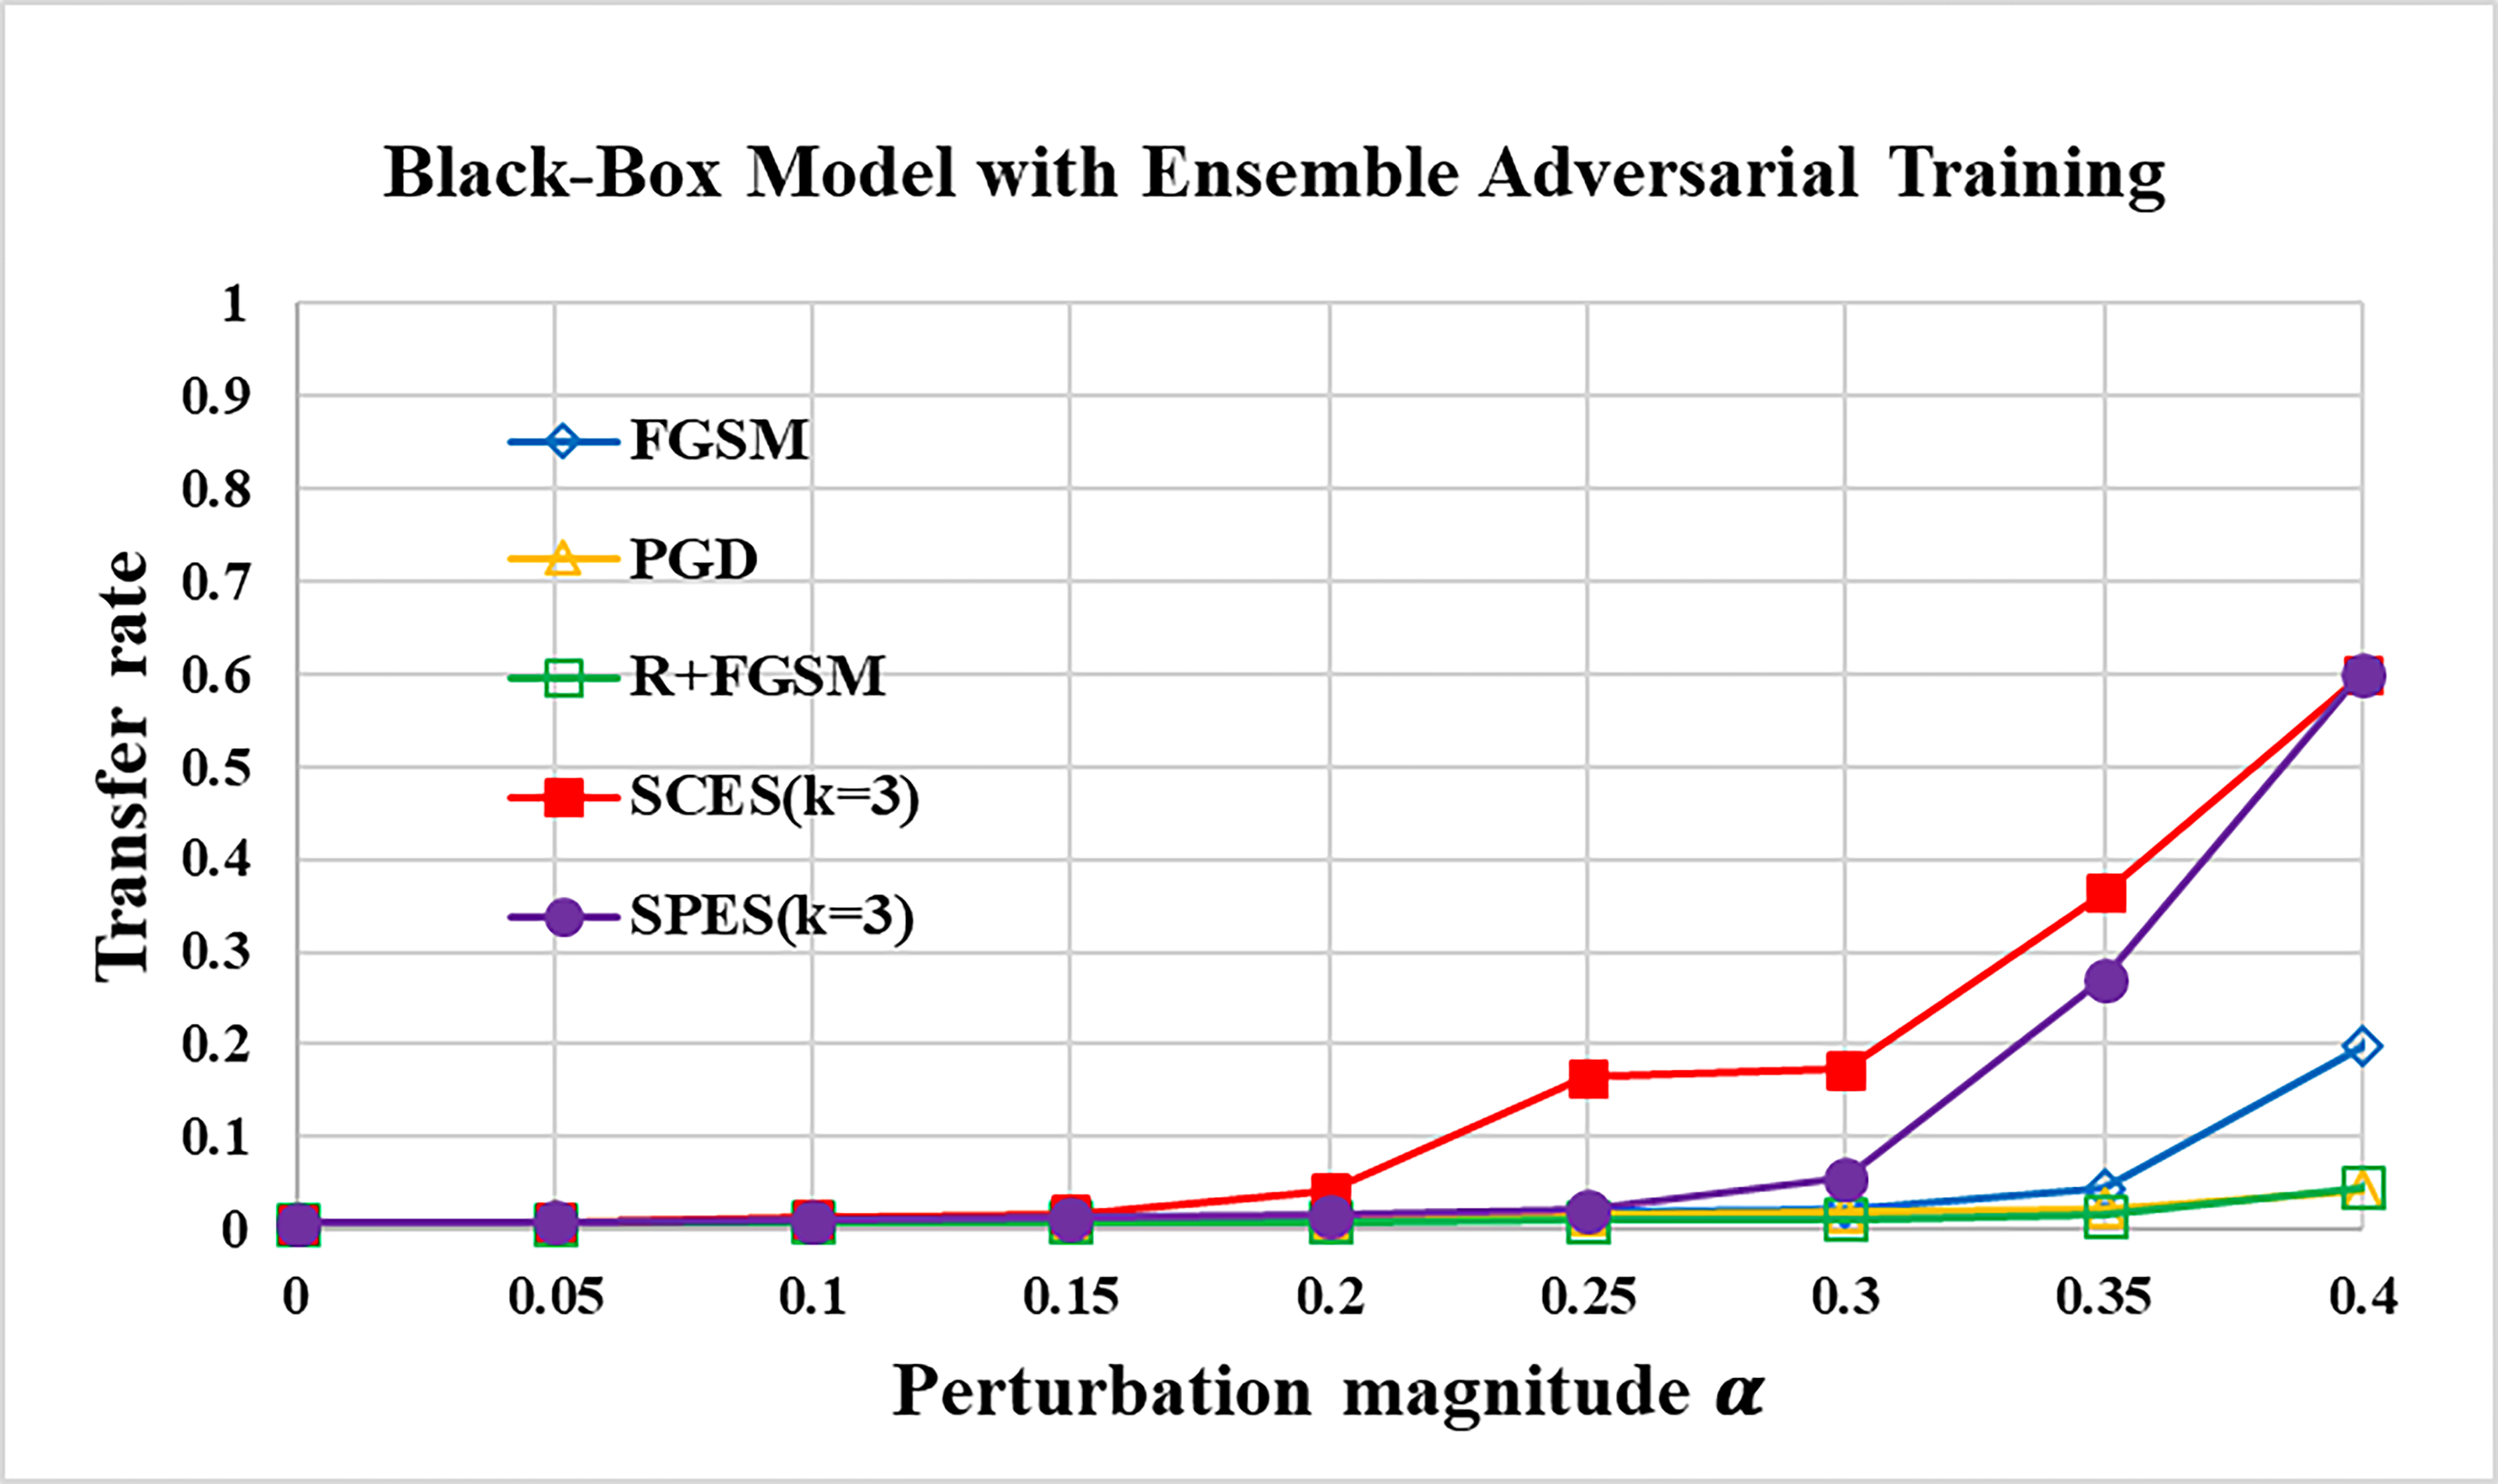 Black-Box Model with Ensemble Adversarial Training
1
0.9
0.8
0.7
0.6
0.5
0.4
0.3
0.2
0.1
0
Transfer rate
FGSM
PGD
R+FGSM
SCES(k=3)
SPES(k=3)
0 0.05 0.1 0.15 0.2 0.25 0.3 0.35 0.4
Perturbation magnitude α